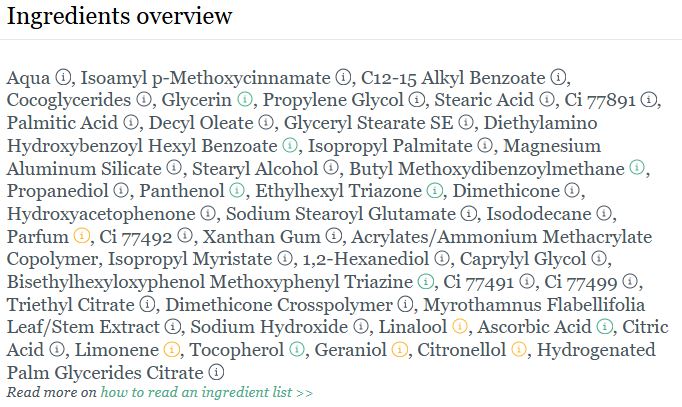 Ingredients overview
Aqua ⓘ, Isoamyl p-Methoxycinnamate ⓘ, C12-15 Alkyl Benzoate ⓘ,
Cocoglycerides ⓘ, Glycerin ⓘ, Propylene Glycol ⓘ, Stearic Acid ⓘ, Ci 77891 ⓘ,
Palmitic Acid ⓘ, Decyl Oleate ⓘ, Glyceryl Stearate SE ⓘ, Diethylamino
Hydroxybenzoyl Hexyl Benzoate ⓘ, Isopropyl Palmitate ⓘ, Magnesium
Aluminum Silicate ⓘ, Stearyl Alcohol ⓘ, Butyl Methoxydibenzoylmethane ⓘ,
Propanediol ⓘ, Panthenol ⓘ, Ethylhexyl Triazone ⓘ, Dimethicone ⓘ,
Hydroxyacetophenone ⓘ, Sodium Stearoyl Glutamate ⓘ, Isododecane ⓘ,
Parfum ⓘ, Ci 77492 ⓘ, Xanthan Gum ⓘ, Acrylates/Ammonium Methacrylate
Copolymer, Isopropyl Myristate ⓘ, 1,2-Hexanediol ⓘ, Caprylyl Glycol ⓘ,
Bisethylhexyloxyphenol Methoxyphenyl Triazine ⓘ, Ci 77491 ⓘ, Ci 77499 ⓘ,
Triethyl Citrate ⓘ, Dimethicone Crosspolymer ⓘ, Myrothamnus Flabellifolia
Leaf/Stem Extract ⓘ, Sodium Hydroxide ⓘ, Linalool ⓘ, Ascorbic Acid ⓘ, Citric
Acid ⓘ, Limonene ⓘ, Tocopherol ⓘ, Geraniol ⓘ, Citronellol ⓘ, Hydrogenated
Palm Glycerides Citrate ⓘ
Read more on how to read an ingredient list >>